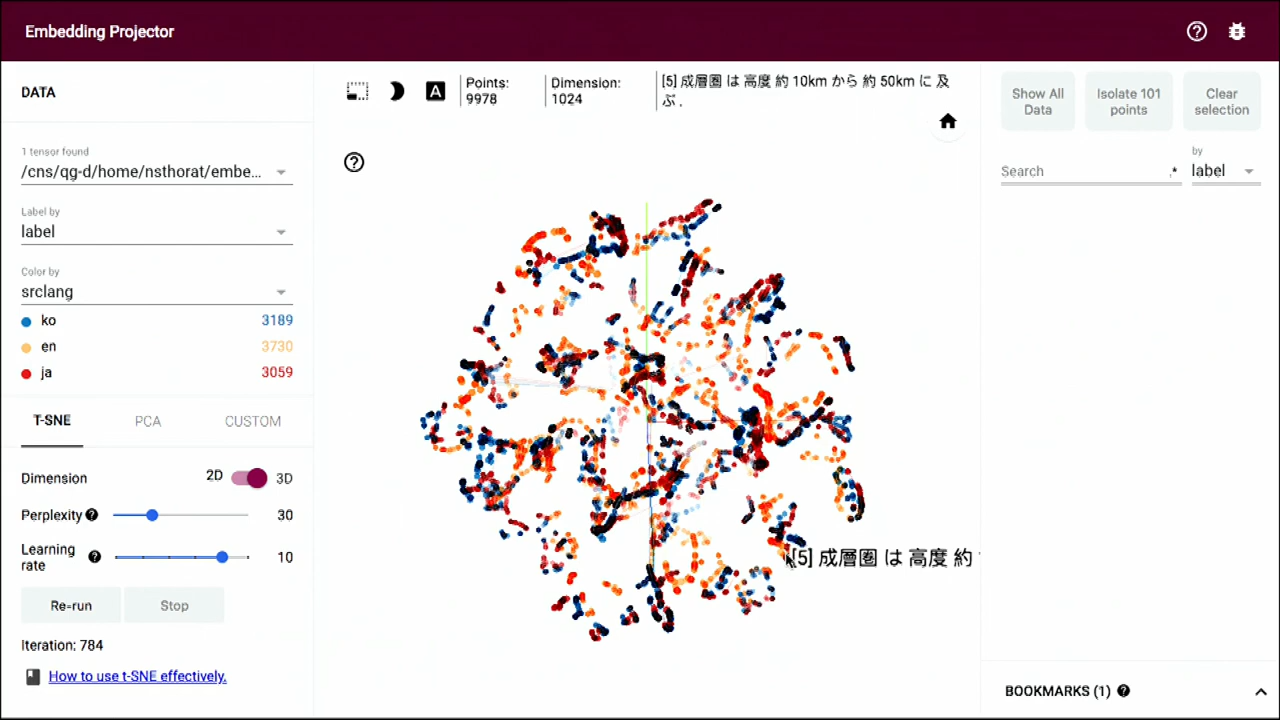 Embedding Projector
DATA
1 tensor found
/cns/qg-d/home/nsthorat/embe...
Label by
label
Color by
srclang
ko 3189
en 3730
ja 3059
T-SNE PCA CUSTOM
Dimension 2D 3D
Perplexity 30
Learning
rate 10
Re-run Stop
Iteration: 784
How to use t-SNE effectively.
A
Points:
9978
Dimension:
1024
[5] 成層圏 は 高度 約 10km から 約 50km に 及
ぶ .
[5] 成層圏 は 高度 約
Show All
Data
Isolate 101
points
Clear
selection
Search .*
by
label
BOOKMARKS (1)